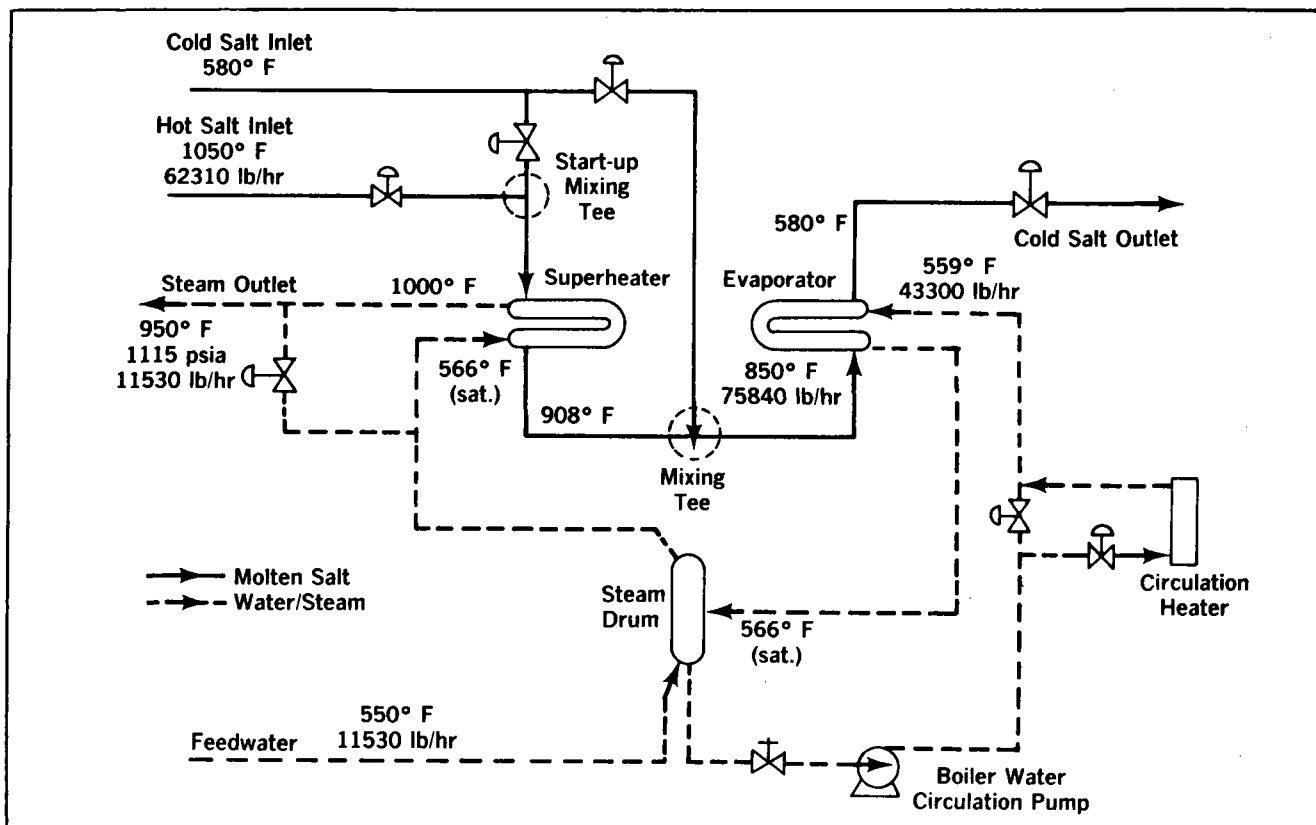 Cold Salt Inlet
580° F
Hot Salt Inlet
1050° F
62310 lb/hr
Start-up
Mixing
Tee
580° F
Cold Salt Outlet
Steam Outlet
1000° F
Superheater
Evaporator
559° F
43300 lb/hr
950° F
1115 psia
11530 lb/hr
566° F
(sat.)
850° F
75840 lb/hr
908° F
Mixing
Tee
Molten Salt
Water/Steam
Steam
Drum
566° F
(sat.)
Circulation
Heater
550° F
11530 lb/hr
Feedwater
Boiler Water
Circulation Pump